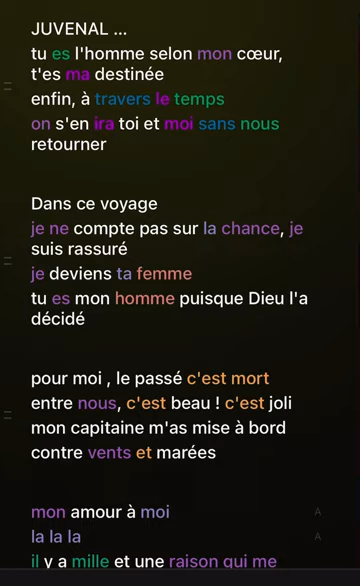 JUVENAL ...
tu es l'homme selon mon cœur,
t'es ma destinée
enfin, à travers le temps
on s'en ira toi et moi sans nous
retourner
Dans ce voyage
je ne compte pas sur la chance, je
suis rassuré
je deviens ta femme
tu es mon homme puisque Dieu l'a
décidé
pour moi , le passé c'est mort
entre nous, c'est beau ! c'est joli
mon capitaine m'as mise à bord
contre vents et marées
mon amour à moi
A
la la la
A
il y a mille et une raison qui me